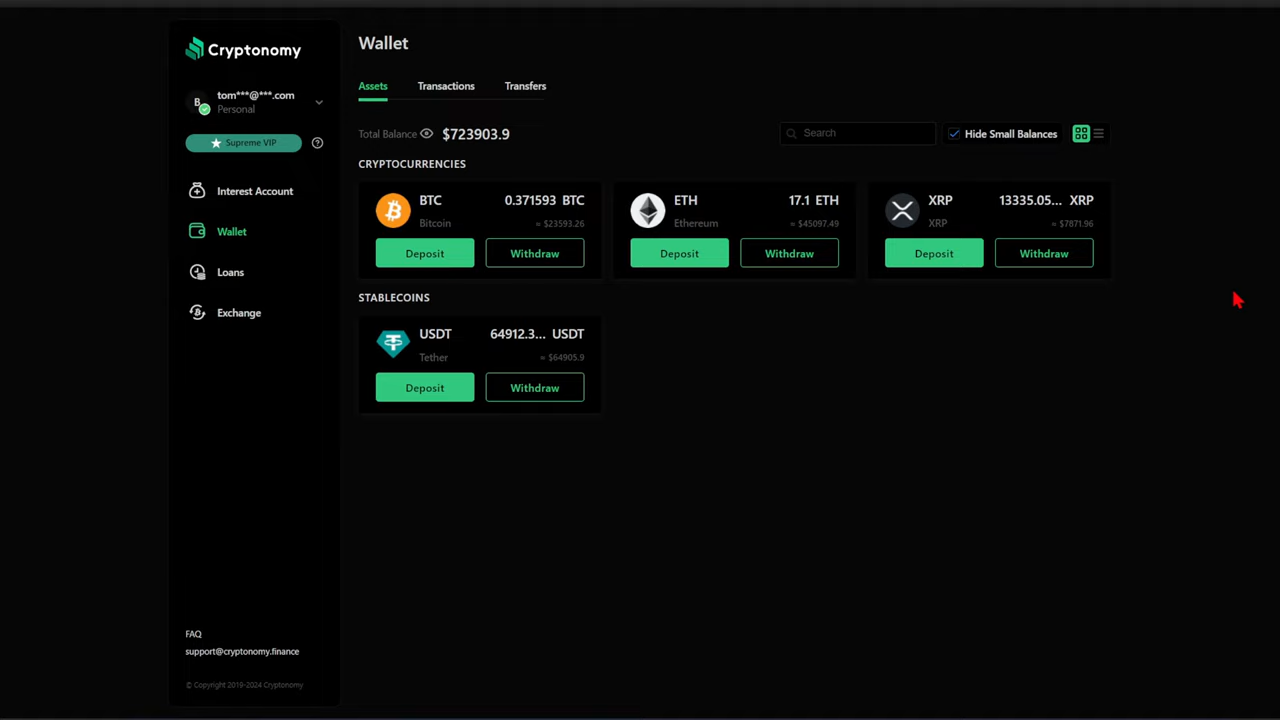 Cryptonomy
B
tom***@***.com
Personal
Supreme VIP
Interest Account
Wallet
Loans
Exchange
FAQ
support@cryptonomy.finance
© Copyright 2019-2024 Cryptonomy
Wallet
Assets Transactions Transfers
Total Balance $723903.9
Search
Hide Small Balances
CRYPTOCURRENCIES
BTC 0.371593 BTC
Bitcoin ≈ $23593.26
Deposit Withdraw
ETH 17.1 ETH
Ethereum ≈ $45097.49
Deposit Withdraw
XRP 13335.05... XRP
XRP ≈ $7871.96
Deposit Withdraw
STABLECOINS
USDT 64912.3... USDT
Tether ≈ $64905.9
Deposit Withdraw